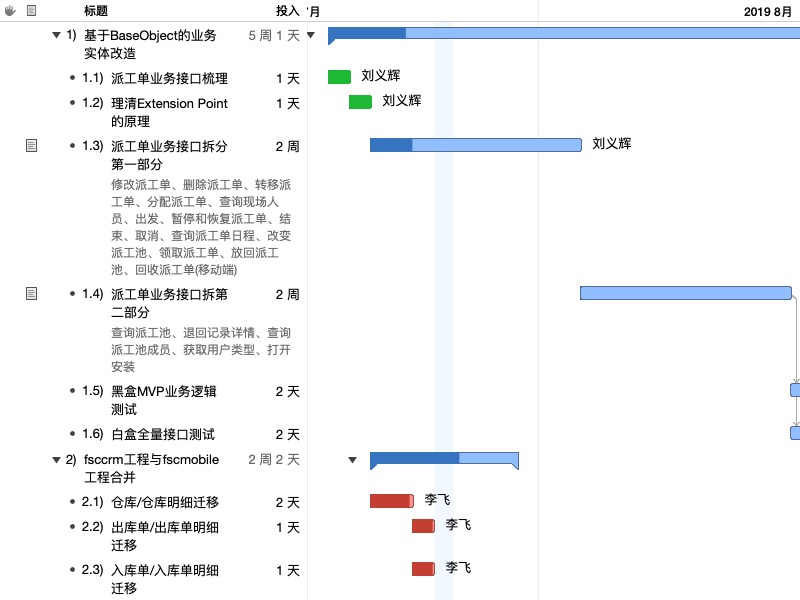 标题 投入 '月 2019 8月
1) 基于BaseObject的业务 5 周 1 天
实体改造
1.1) 派工单业务接口梳理 1 天 刘义辉
1.2) 理清Extension Point 1 天 刘义辉
的原理
1.3) 派工单业务接口拆分 2 周 刘义辉
第一部分
修改派工单、删除派工单、转移派
工单、分配派工单、查询现场人
员、出发、暂停和恢复派工单、结
束、取消、查询派工单日程、改变
派工池、领取派工单、放回派工
池、回收派工单(移动端)
1.4) 派工单业务接口拆第 2 周
二部分
查询派工池、退回记录详情、查询
派工池成员、获取用户类型、打开
安装
1.5) 黑盒MVP业务逻辑 2 天
测试
1.6) 白盒全量接口测试 2 天
2) fsccrm工程与fscmobile 2 周 2 天
工程合并
2.1) 仓库/仓库明细迁移 2 天 李飞
2.2) 出库单/出库单明细 1 天 李飞
迁移
2.3) 入库单/入库单明细 1 天 李飞
迁移